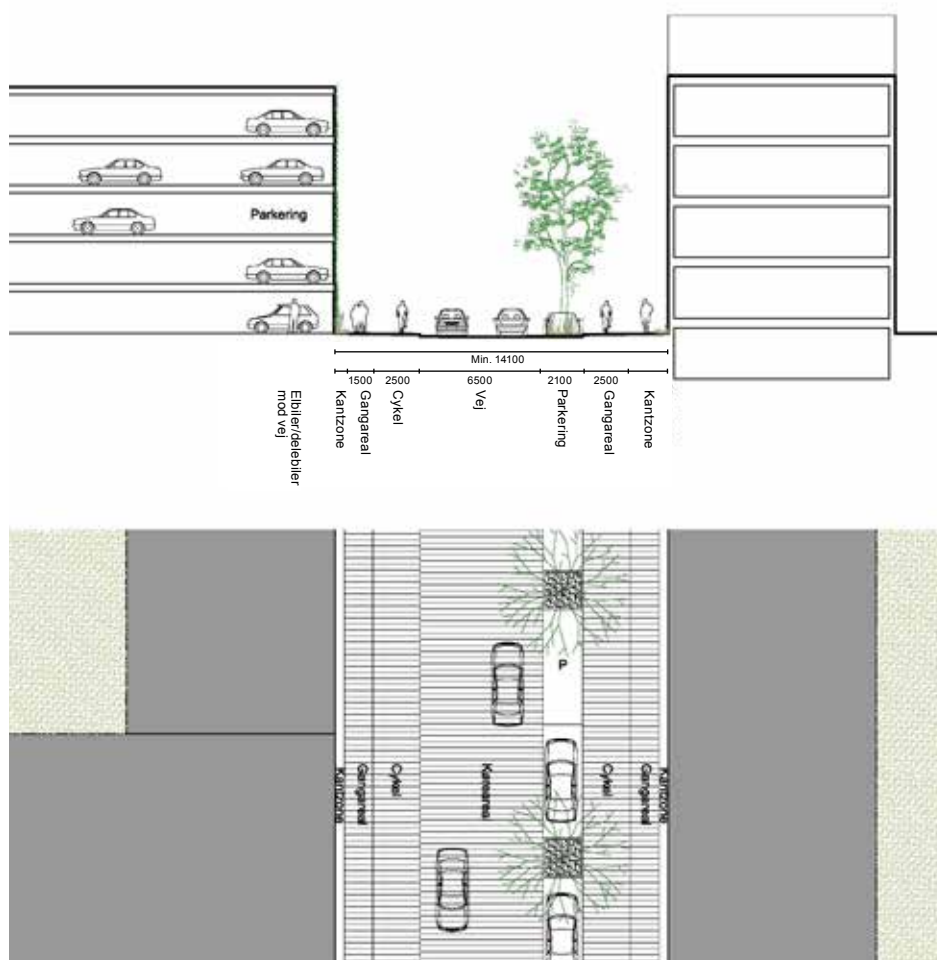 Parkering
Min. 14100
1500 2500 6500 2100 2500
Elbiler/delebiler
mod vej
Kantzone
Gangareal
Cykel
Vej
Parkering
Gangareal
Kantzone
P
Kantzone
Gangareal
Cykel
Køreareal
Cykel
Gangareal
Kantzone